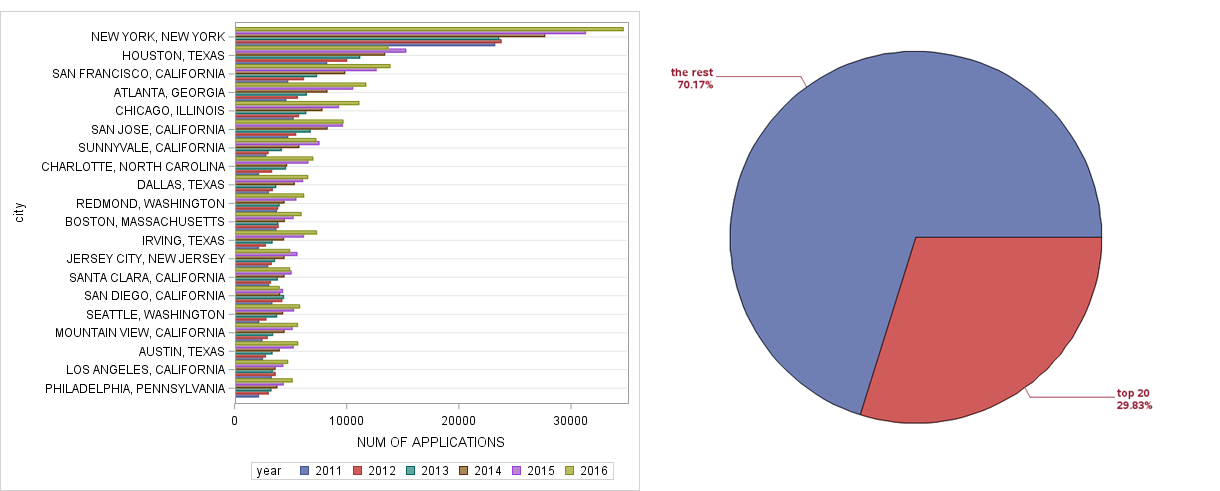 city
NEW YORK, NEW YORK
HOUSTON, TEXAS
SAN FRANCISCO, CALIFORNIA
ATLANTA, GEORGIA
CHICAGO, ILLINOIS
SAN JOSE, CALIFORNIA
SUNNYVALE, CALIFORNIA
CHARLOTTE, NORTH CAROLINA
DALLAS, TEXAS
REDMOND, WASHINGTON
BOSTON, MASSACHUSETTS
IRVING, TEXAS
JERSEY CITY, NEW JERSEY
SANTA CLARA, CALIFORNIA
SAN DIEGO, CALIFORNIA
SEATTLE, WASHINGTON
MOUNTAIN VIEW, CALIFORNIA
AUSTIN, TEXAS
LOS ANGELES, CALIFORNIA
PHILADELPHIA, PENNSYLVANIA
0 10000 20000 30000
NUM OF APPLICATIONS
year 2011 2012 2013 2014 2015 2016
the rest
70.17%
top 20
29.83%